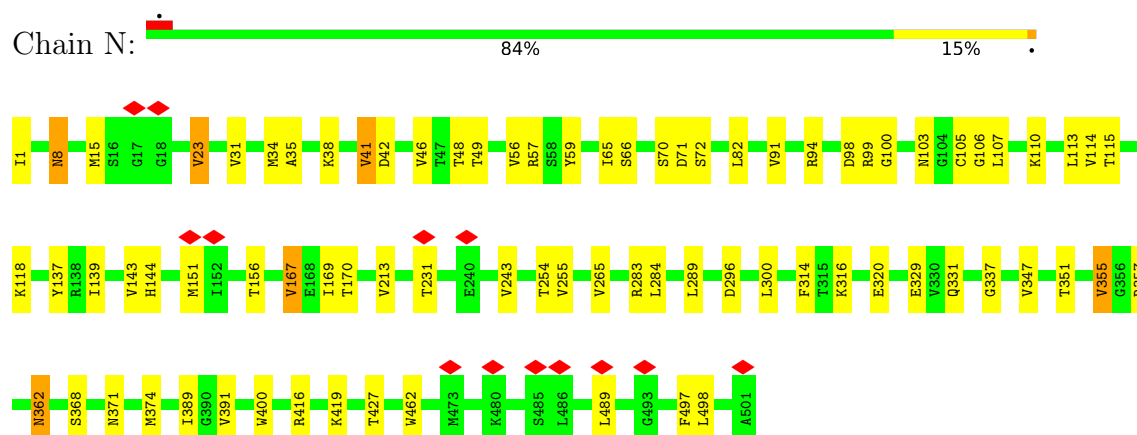 Chain N:
84%
15%
I1 N8 M15 S16 G17 G18 V23 V31 M34 A35 K38 V41 D42 V46 T47 T48 T49 V56 R57 S58 Y59 I65 S66 S70 D71 S72 L82 V91 R94 D98 R99 G100 N103 G104 C105 G106 L107 K110 L113 V114 T115
K118 Y137 R138 I139 V143 H144 M151 I152 T156 V167 E168 I169 T170 V213 T231 E240 V243 T254 V255 V265 R283 L284 L289 D296 L300 F314 T315 K316 E320 E329 V330 Q331 G337 V347 T351 V355 G356
N362 S368 N371 M374 I389 G390 V391 W400 R416 K419 T427 W462 M473 K480 S485 L486 L489 G493 F497 L498 A501